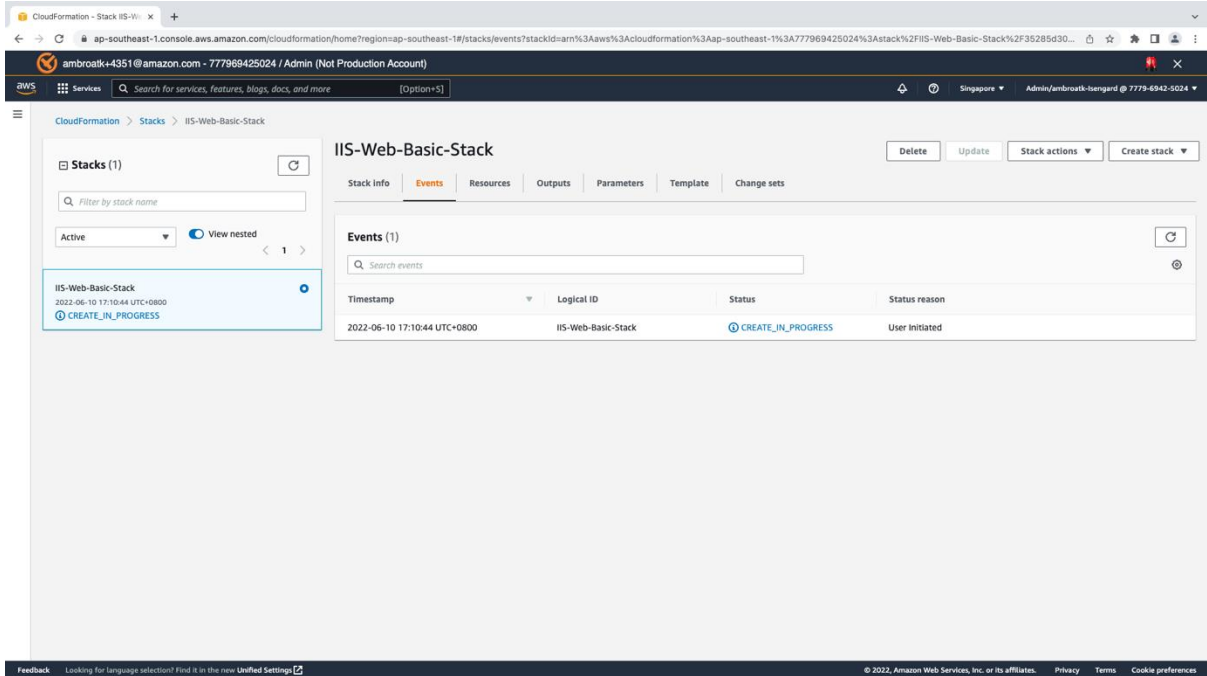 CloudFormation - Stack IIS-We
ap-southeast-1.console.aws.amazon.com/cloudformation/home?region=ap-southeast-1#/stacks/events?stackId=arn%3Aaws%3Acloudformation%3Aap-southeast-1%3A777969425024%3Astack%2FIIS-Web-Basic-Stack%2F35285d30...
ambroatk+4351@amazon.com - 777969425024 / Admin (Not Production Account)
aws Services Search for services, features, blogs, docs, and more [Option+S] Singapore ▼ Admin/ambroatk-Isengard @ 7779-6942-5024 ▼
CloudFormation > Stacks > IIS-Web-Basic-Stack
Stacks (1)
Filter by stack name
Active ▼ View nested
< 1 >
IIS-Web-Basic-Stack
2022-06-10 17:10:44 UTC+0800
CREATE_IN_PROGRESS
IIS-Web-Basic-Stack
Delete Update Stack actions ▼ Create stack ▼
Stack info Events Resources Outputs Parameters Template Change sets
Events (1)
Search events
Timestamp Logical ID Status Status reason
2022-06-10 17:10:44 UTC+0800 IIS-Web-Basic-Stack CREATE_IN_PROGRESS User Initiated
Feedback Looking for language selection? Find it in the new Unified Settings © 2022, Amazon Web Services, Inc. or its affiliates. Privacy Terms Cookie preferences